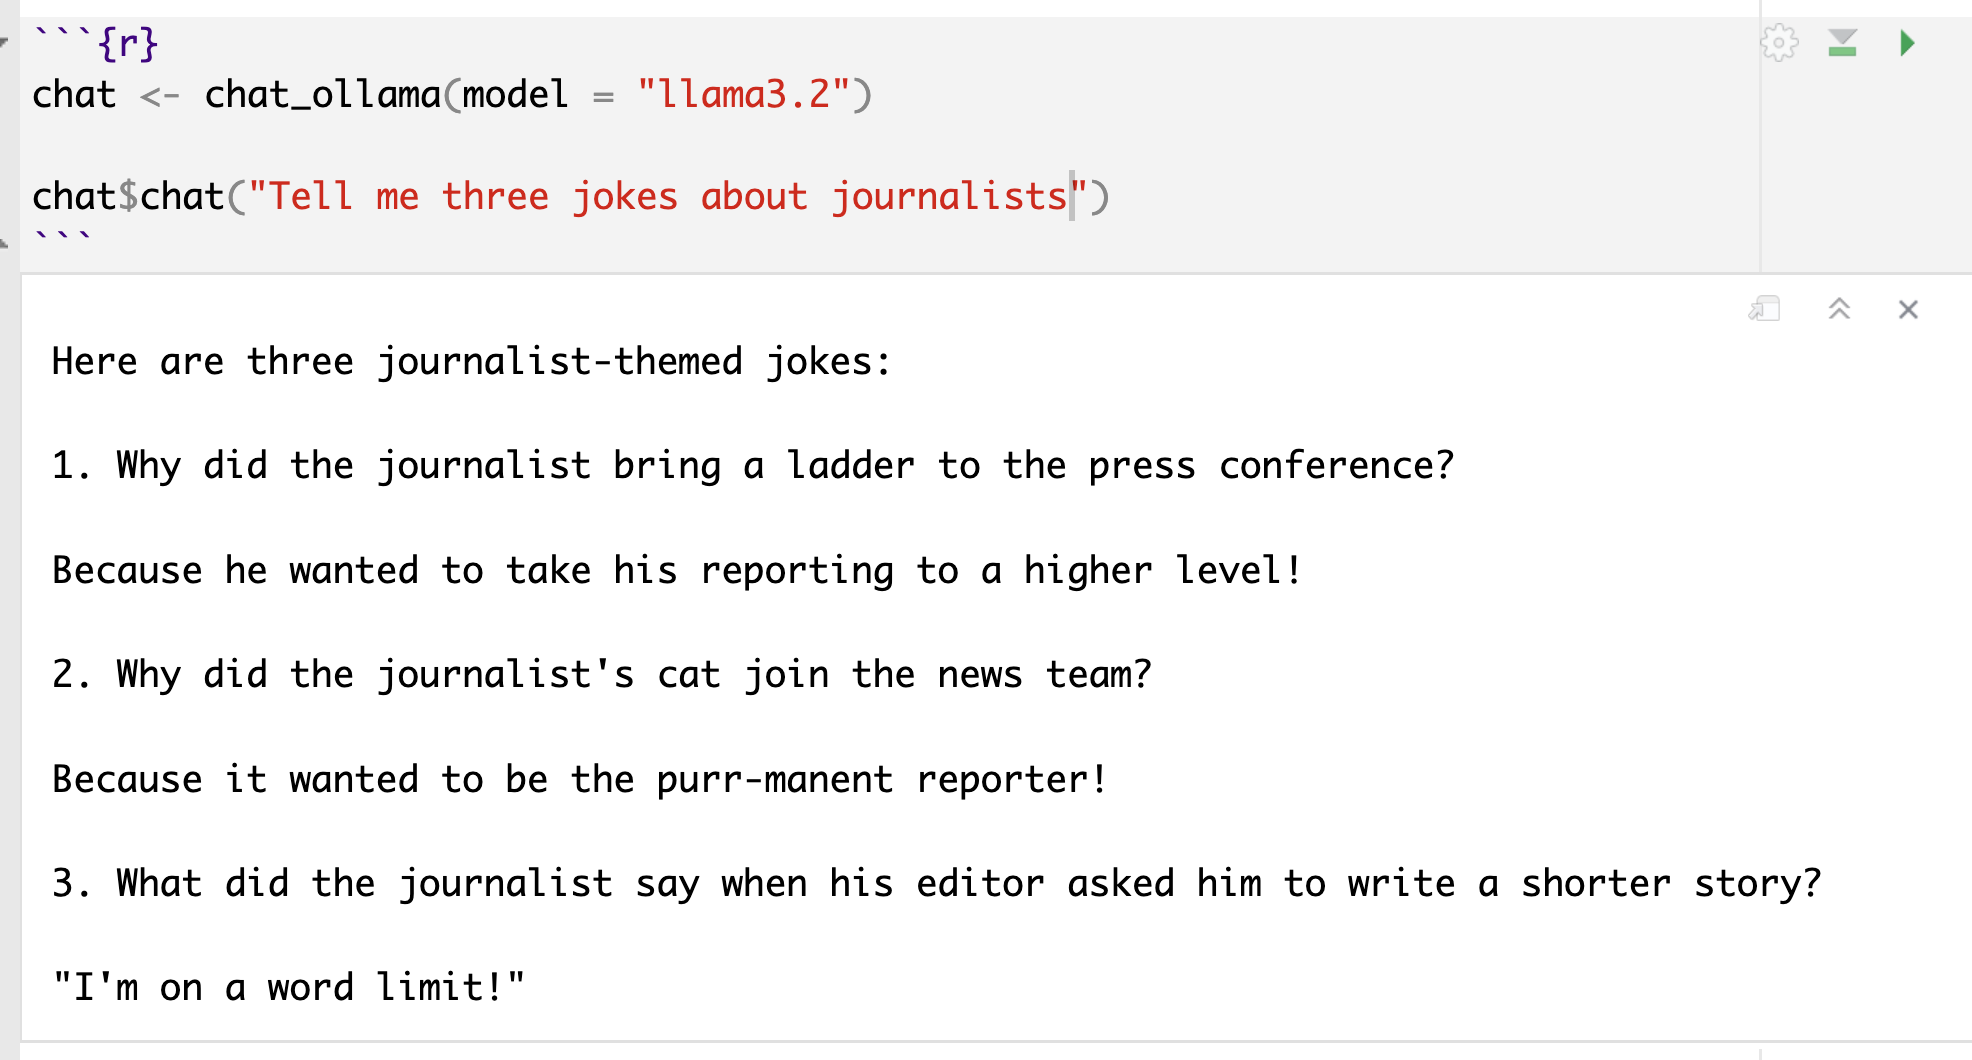 ```{r}
chat <- chat_ollama(model = "llama3.2")
chat$chat("Tell me three jokes about journalists")
```
Here are three journalist-themed jokes:
1. Why did the journalist bring a ladder to the press conference?
Because he wanted to take his reporting to a higher level!
2. Why did the journalist's cat join the news team?
Because it wanted to be the purr-manent reporter!
3. What did the journalist say when his editor asked him to write a shorter story?
"I'm on a word limit!"